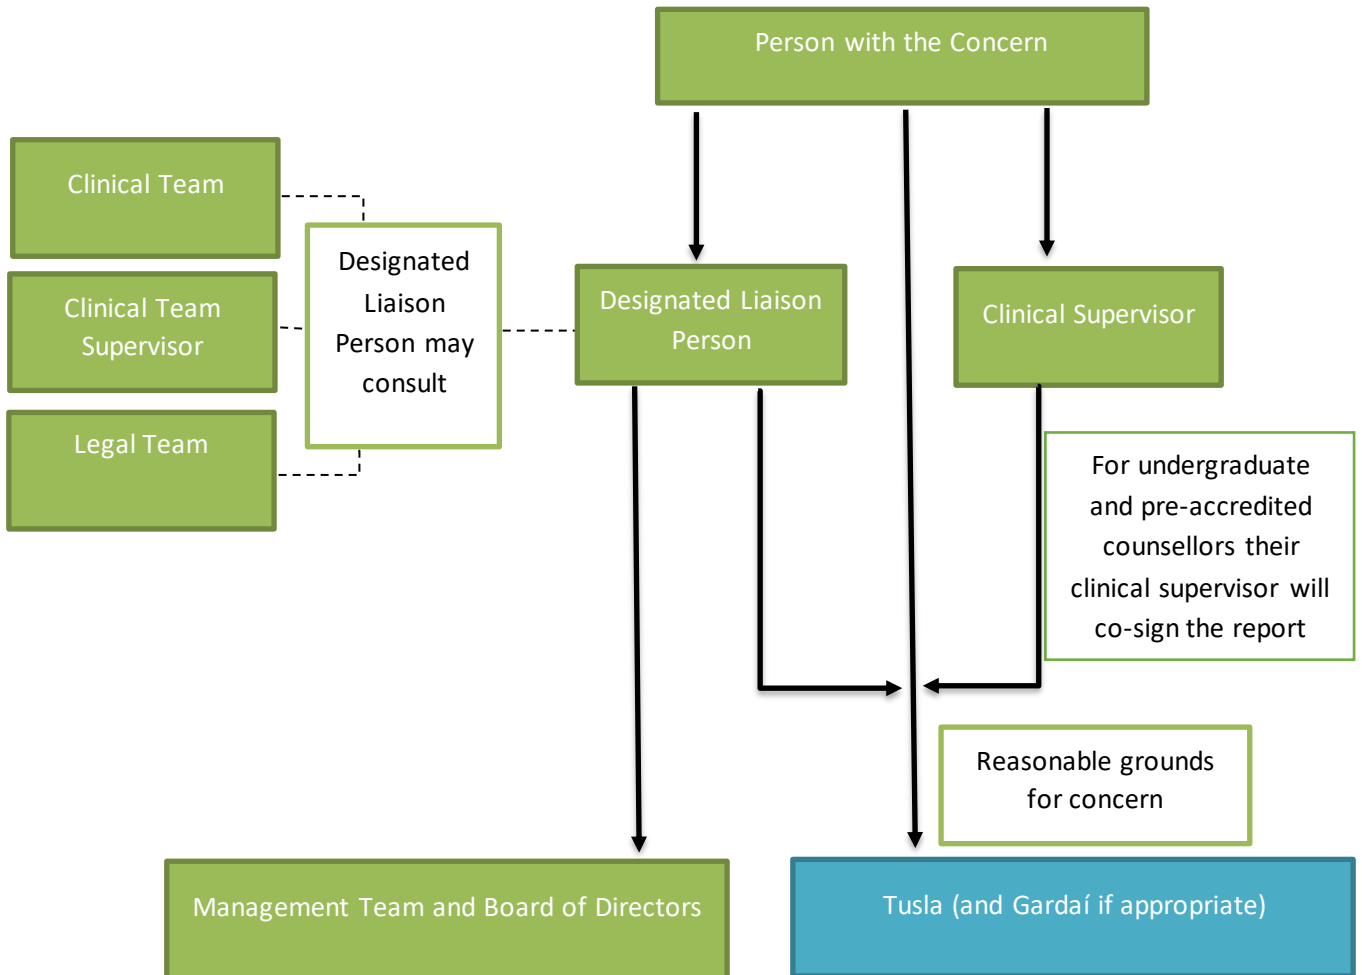 Person with the Concern
Clinical Team
Designated
Liaison
Person may
consult
Clinical Team
Supervisor
Legal Team
Designated Liaison
Person
Clinical Supervisor
For undergraduate
and pre-accredited
counsellors their
clinical supervisor will
co-sign the report
Reasonable grounds
for concern
Management Team and Board of Directors
Tusla (and Gardaí if appropriate)